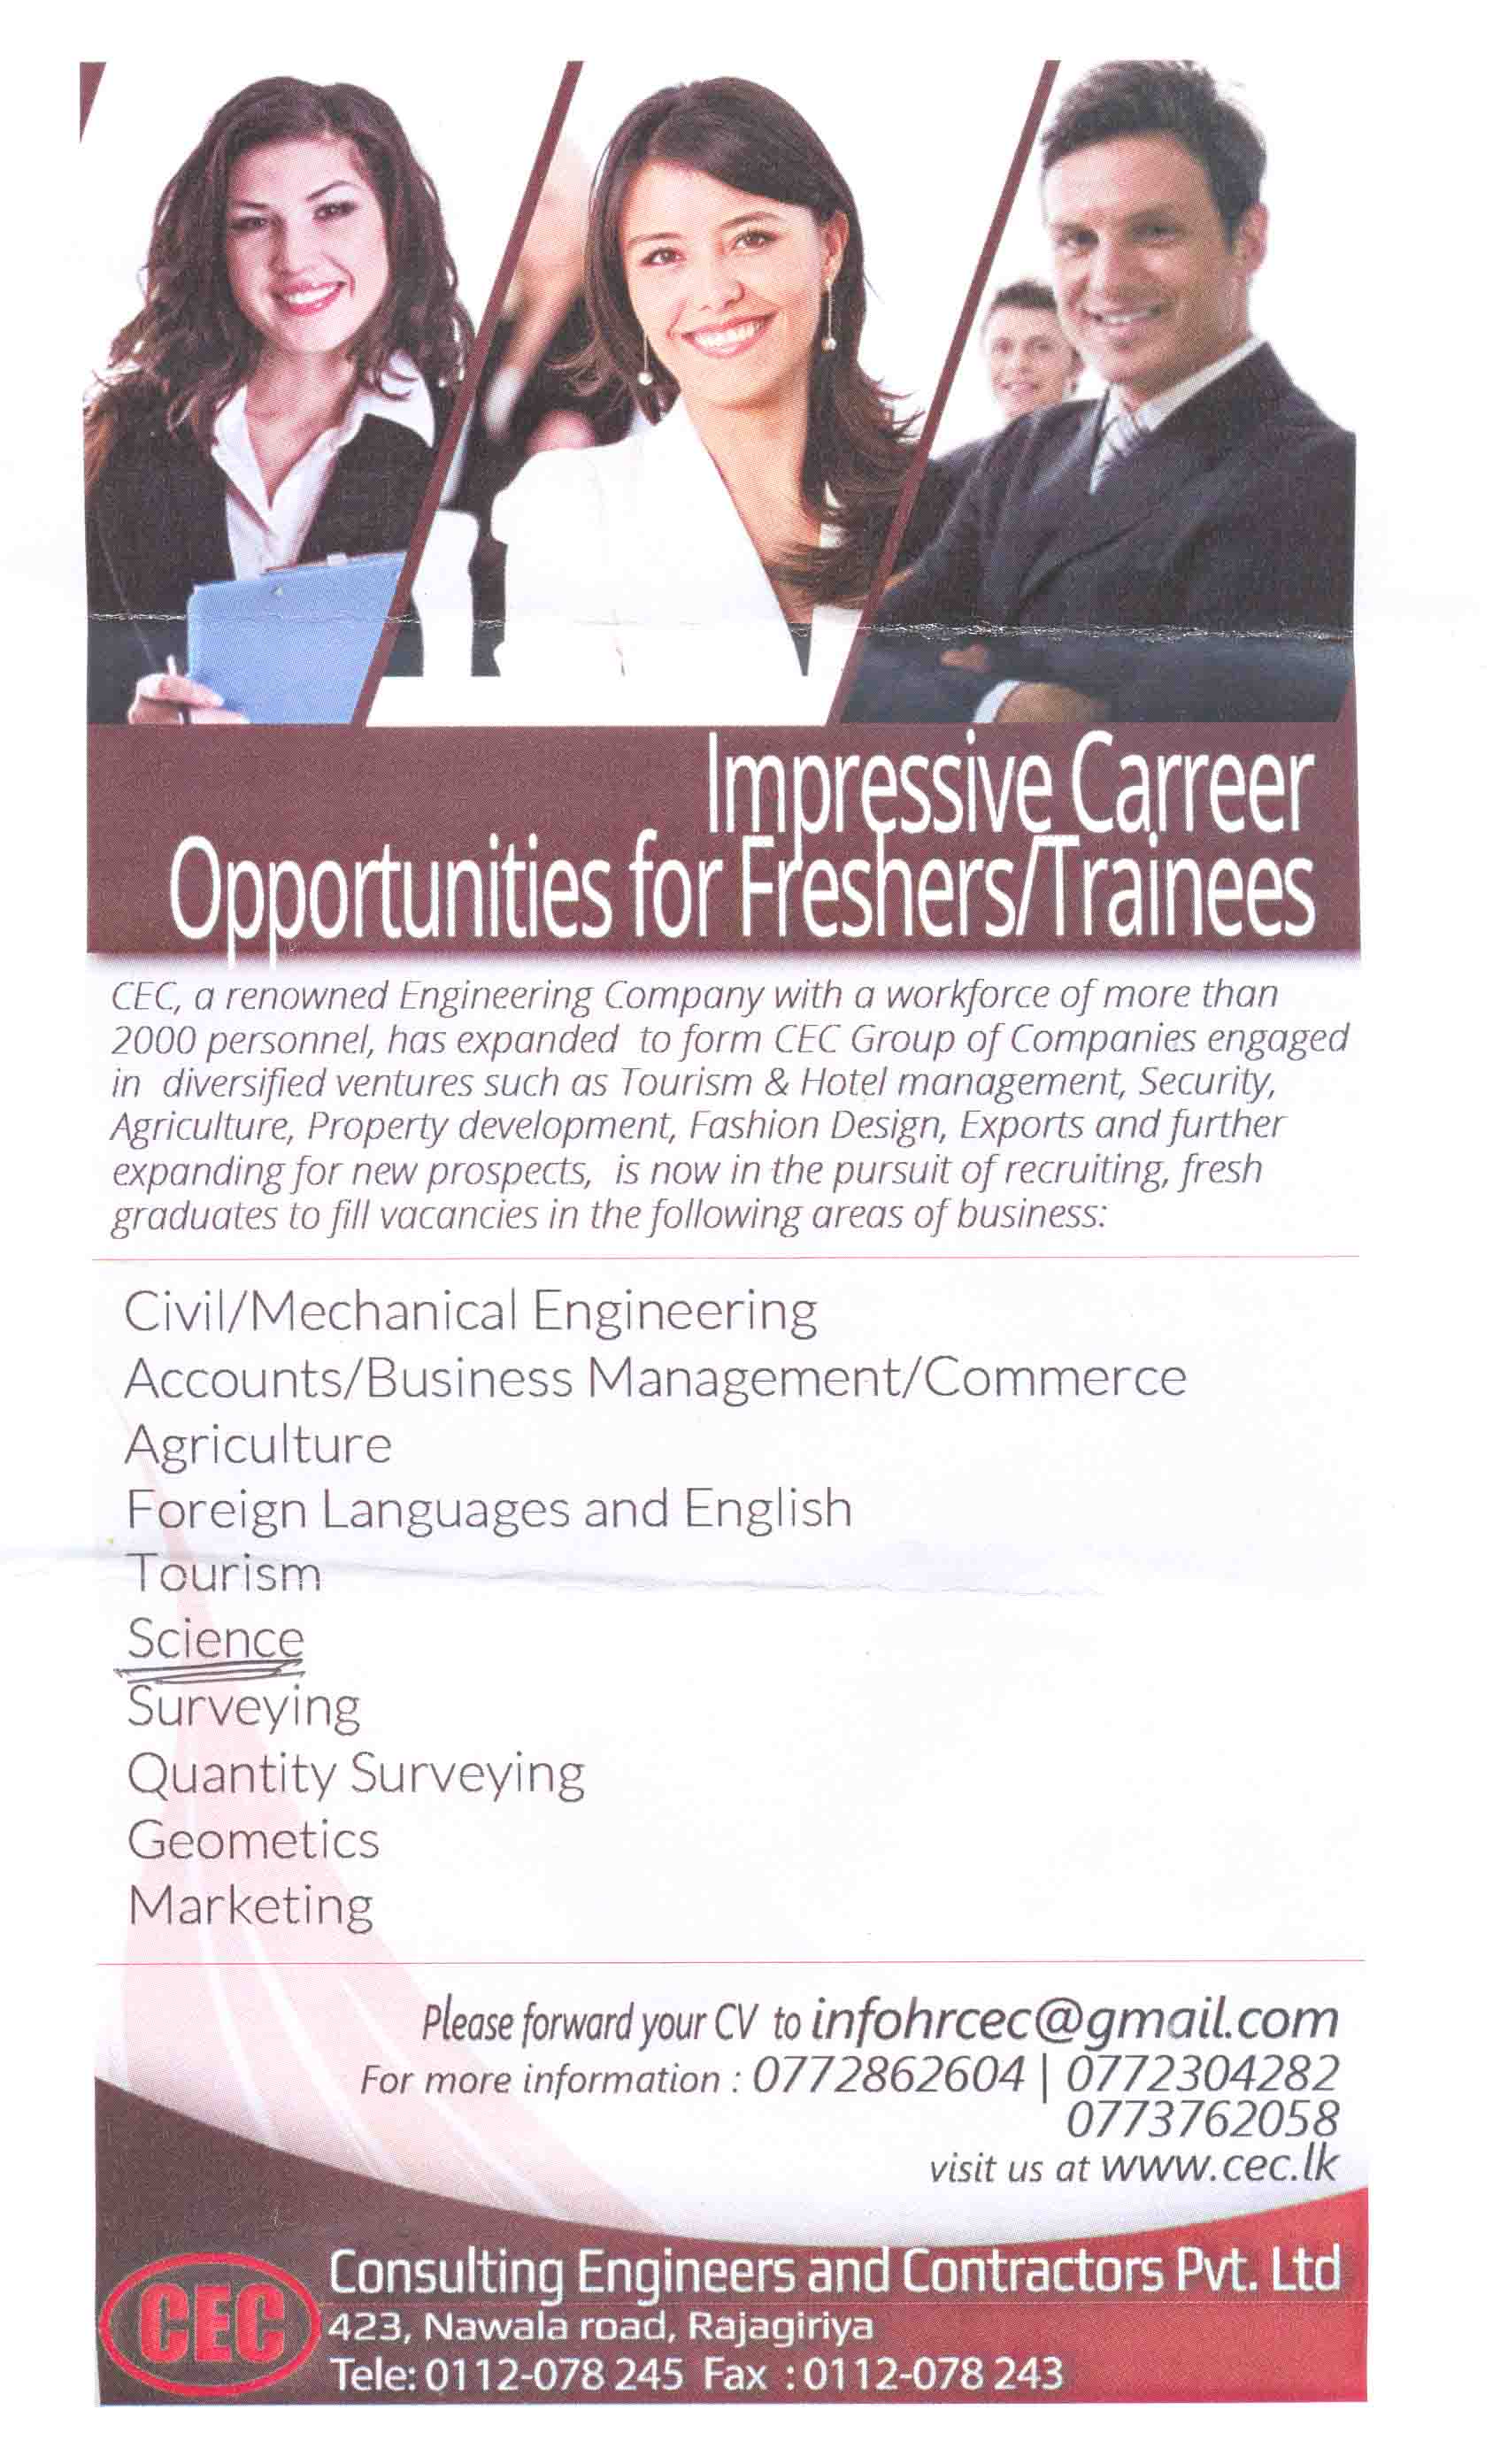 Impressive Carreer
Opportunities for Freshers/Trainees
CEC, a renowned Engineering Company with a workforce of more than
2000 personnel, has expanded to form CEC Group of Companies engaged
in diversified ventures such as Tourism & Hotel management, Security,
Agriculture, Property development, Fashion Design, Exports and further
expanding for new prospects, is now in the pursuit of recruiting, fresh
graduates to fill vacancies in the following areas of business:
Civil/Mechanical Engineering
Accounts/Business Management/Commerce
Agriculture
Foreign Languages and English
Tourism
Science
Surveying
Quantity Surveying
Geometics
Marketing
Please forward your CV to infohrcec@gmail.com
For more information : 0772862604 | 0772304282
0773762058
visit us at www.cec.lk
CEC
Consulting Engineers and Contractors Pvt. Ltd
423, Nawala road, Rajagiriya
Tele: 0112-078 245 Fax : 0112-078 243